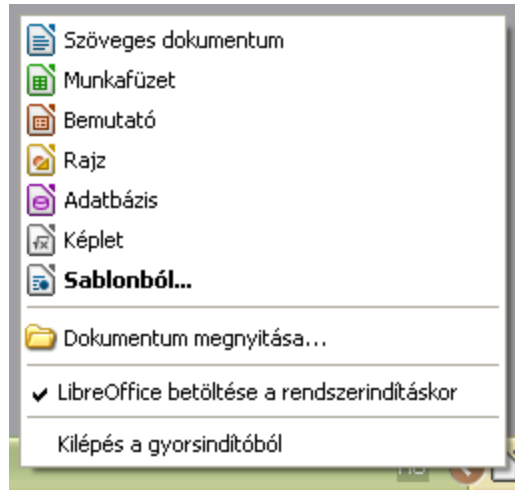 Szöveges dokumentum
Munkafüzet
Bemutató
Rajz
Adatbázis
Képlet
Sablonból...
Dokumentum megnyitása...
LibreOffice betöltése a rendszerindításkor
Kilépés a gyorsindítóból